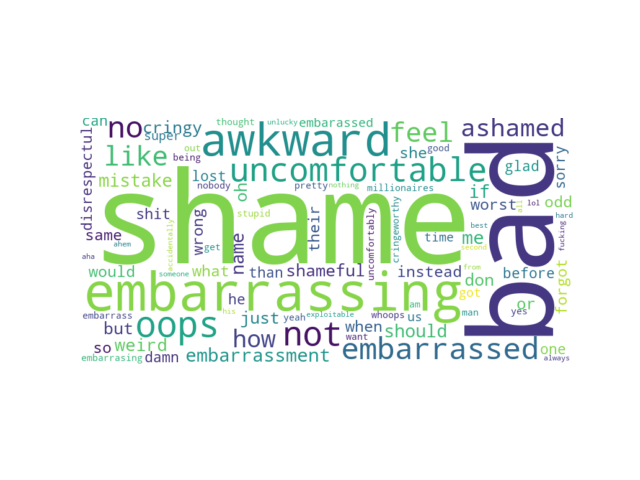 can
no
cringy
super
thought
unlucky
embarassed
awkward
feel
ashamed
disrespectul
out
being
like
mistake
lost
nobody
oh
uncomfortable
she
good
if
glad
sorry
pretty
nothing
millionaires
worst
odd
shame
bad
shit
same
ahem
aha
accidentally
wrong
stupid
name
their
uncomfortably
cringeworthy
time
me
lol
all
hard
fucking
best
second
would
someone
get
what
than
shameful
instead
from
don
before
forgot
embarrassing
he
am
got
or
yes
embarrass
his
exploitable
man
oops
just
yeah
whoops
us
but
how
not
when
want
should
so
weird
embarrasing
damn
embarrassment
embarrassed
one
always